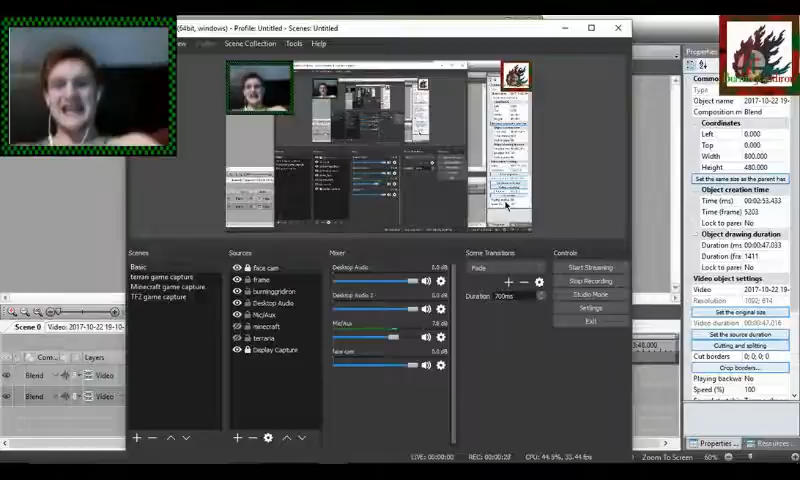 (64bit, windows) - Profile: Untitled - Scenes: Untitled
Scene Collection Tools Help
Properties
Object name 2017-10-22 19-
Composition m Blend
Coordinates
Left 0.000
Top 0.000
Width 800.000
Height 480.000
Set the same size as the parent has
Object creation time
Time (ms) 00:02:53.433
Time (frame) 5203
Lock to parer No
Object drawing duration
Duration (ms 00:00:47.033
Duration (fra 1411
Lock to parer No
Video object settings
Video 2017-10-22 19-
Resolution 1092; 614
Set the original size
Video duration 00:00:47.016
Set the source duration
Cutting and splitting
Cut borders 0; 0; 0; 0
Crop borders...
Playing backwa No
Speed (%) 100
Properties ... Resources
Zoom To Screen 60%
Scenes
Basic
terrari game capture
Minecraft game capture
TF2 game capture
Sources
face cam
frame
burninggridiron
Desktop Audio
Mic/Aux
minecraft
terraria
Display Capture
Mixer
Desktop Audio 0.0 dB
Desktop Audio 2 0.0 dB
Mic/Aux 7.8 dB
face cam 0.0 dB
Scene Transitions
Fade
Duration 700ms
Controls
Start Streaming
Stop Recording
Studio Mode
Settings
Exit
LIVE: 00:00:00 REC: 00:00:28 CPU: 44.9%, 33.44 fps
Scene 0 Video: 2017-10-22 19-10-
Com... Layers
Blend Video
Blend Video